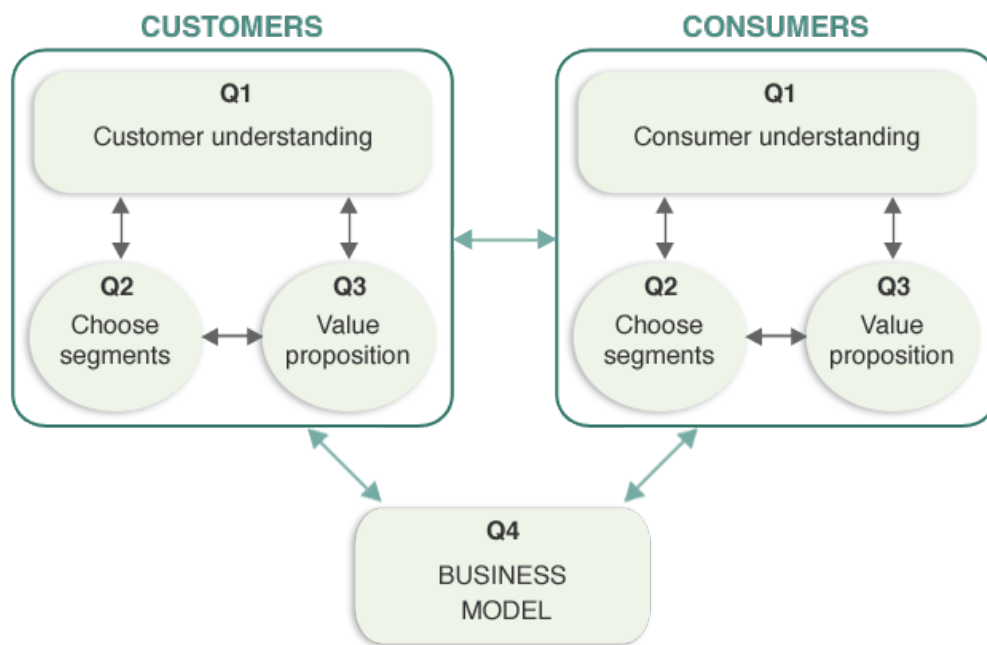 CUSTOMERS
Q1
Customer understanding
Q2
Choose
segments
Q3
Value
proposition
CONSUMERS
Q1
Consumer understanding
Q2
Choose
segments
Q3
Value
proposition
Q4
BUSINESS
MODEL